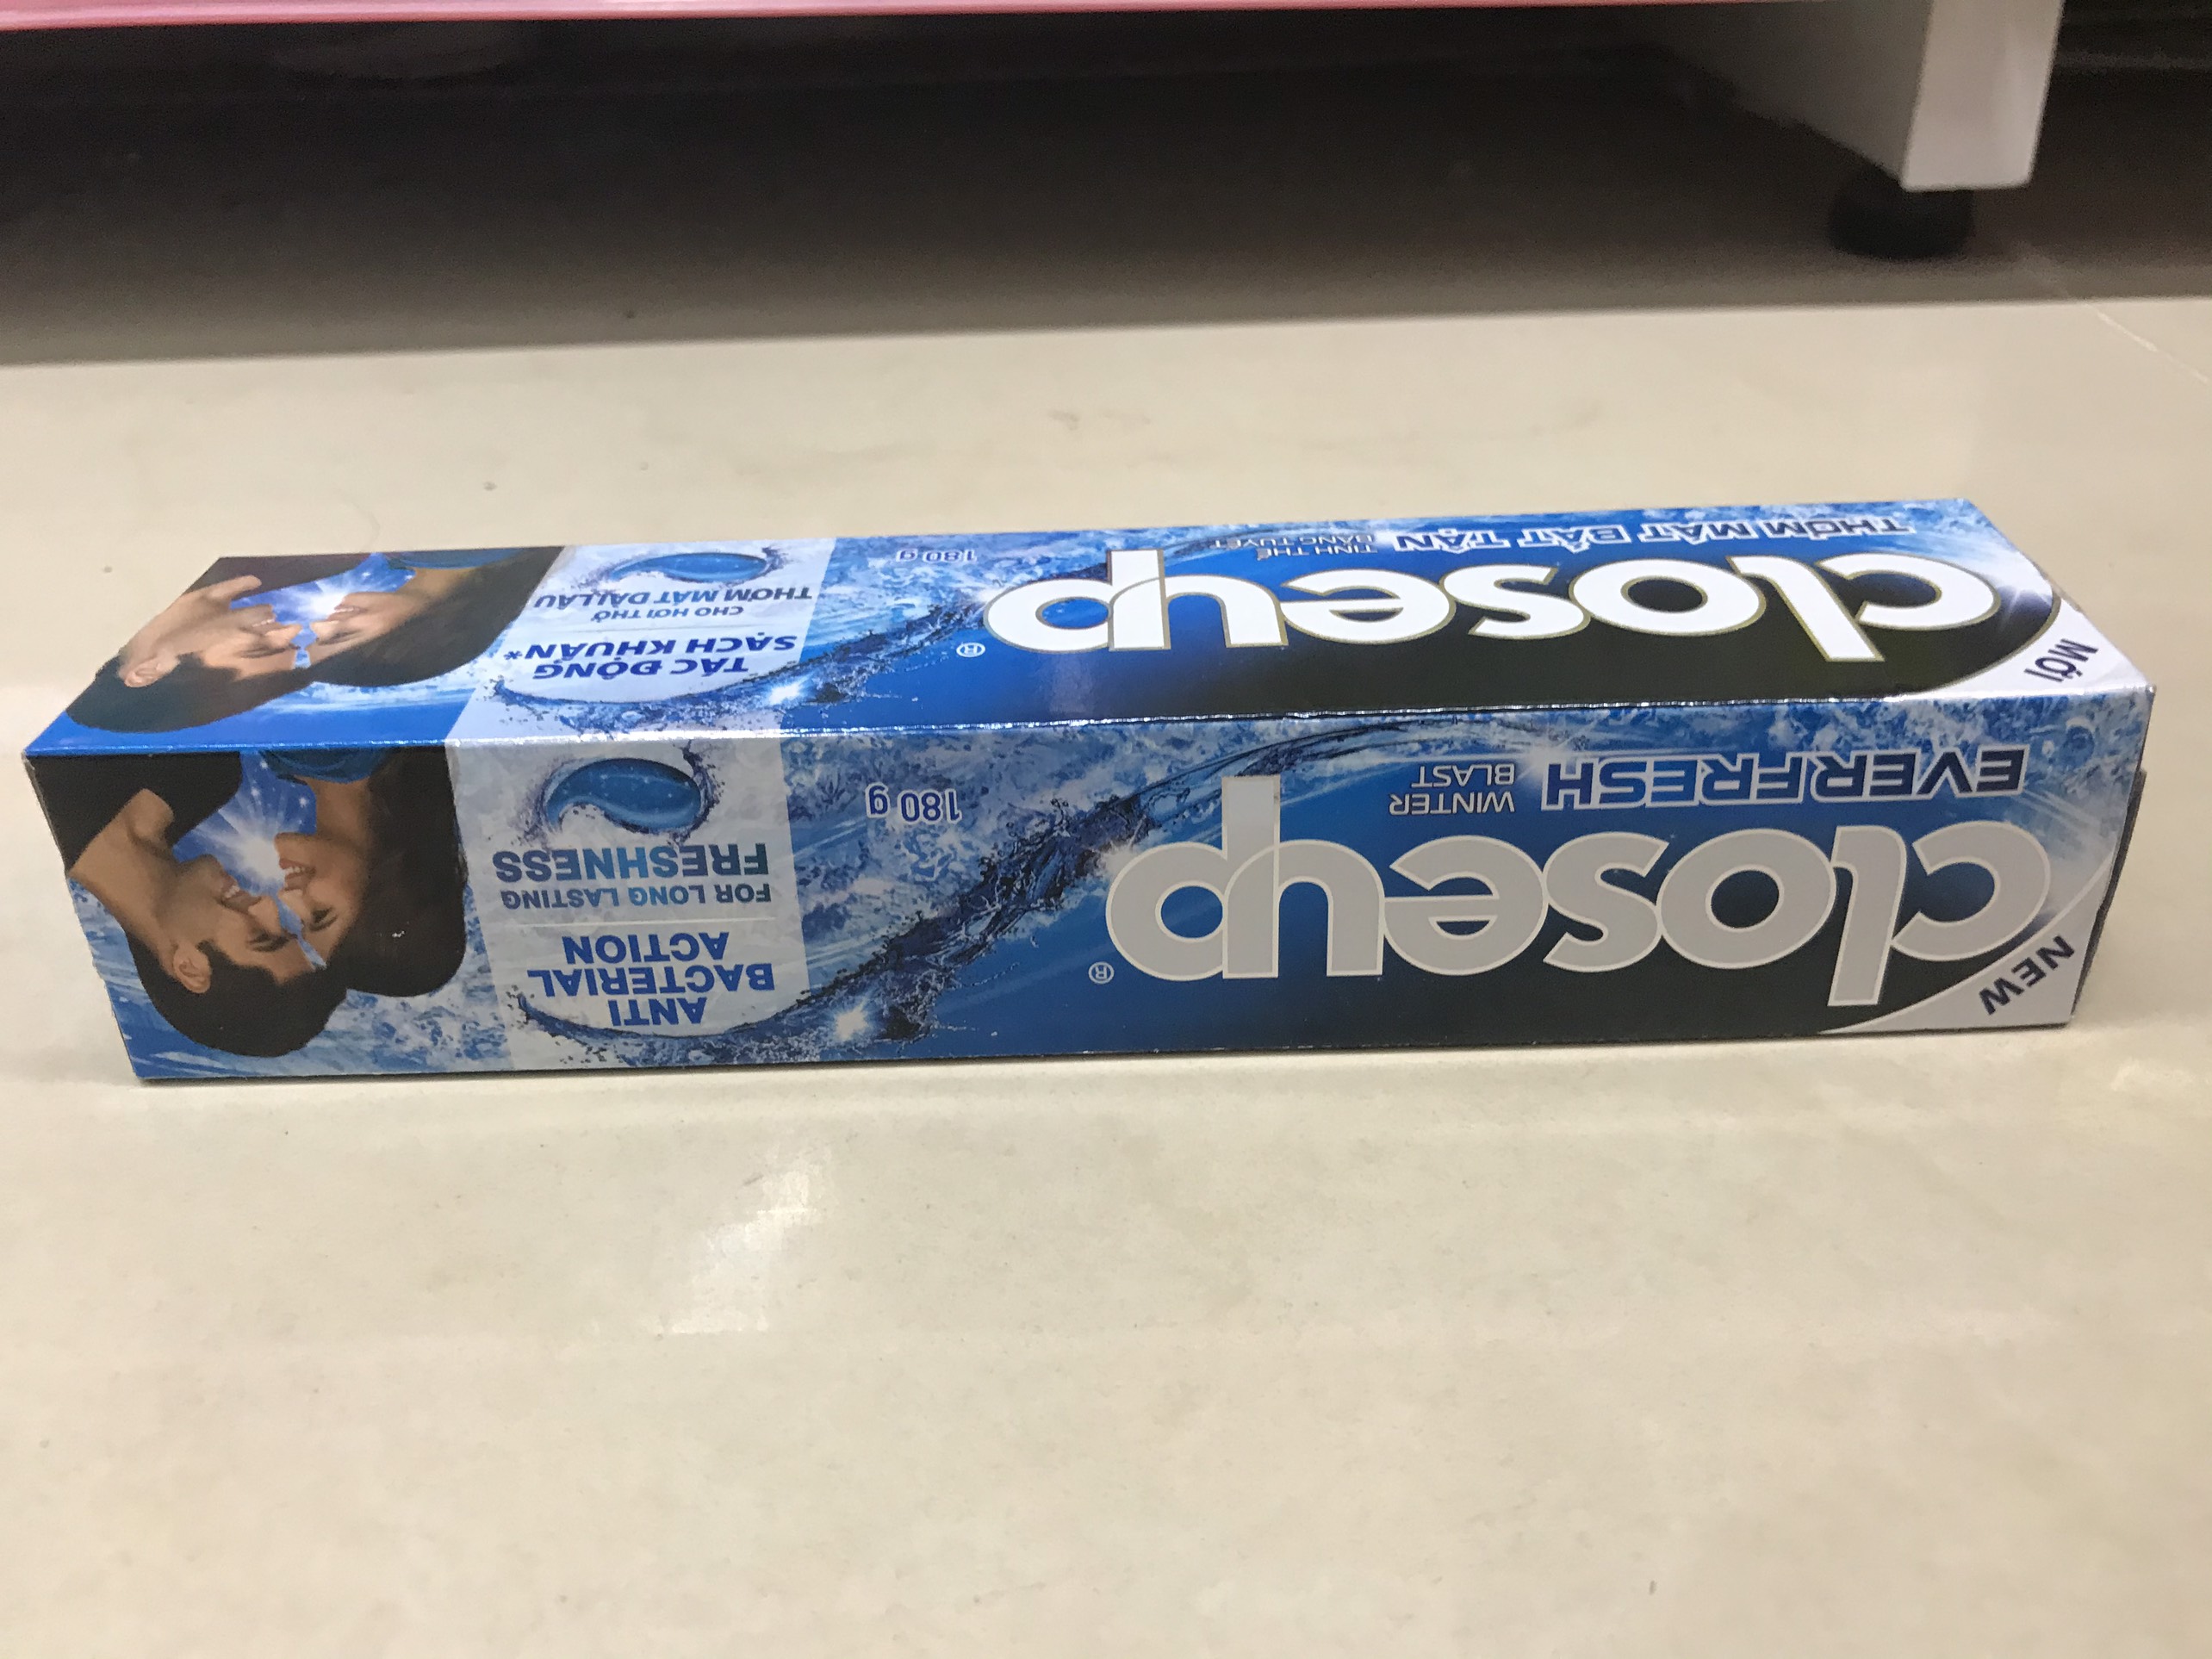 MỚI
closeup®
THƠM MÁT BẤT TẬN
TINH THỂ
BĂNG TUYẾT
180 g
TÁC ĐỘNG
SẠCH KHUẨN*
CHO HƠI THỞ
THƠM MÁT DÀI LÂU
NEW
closeup®
EVERFRESH
WINTER
BLAST
180 g
ANTI
BACTERIAL
ACTION
FOR LONG LASTING
FRESHNESS